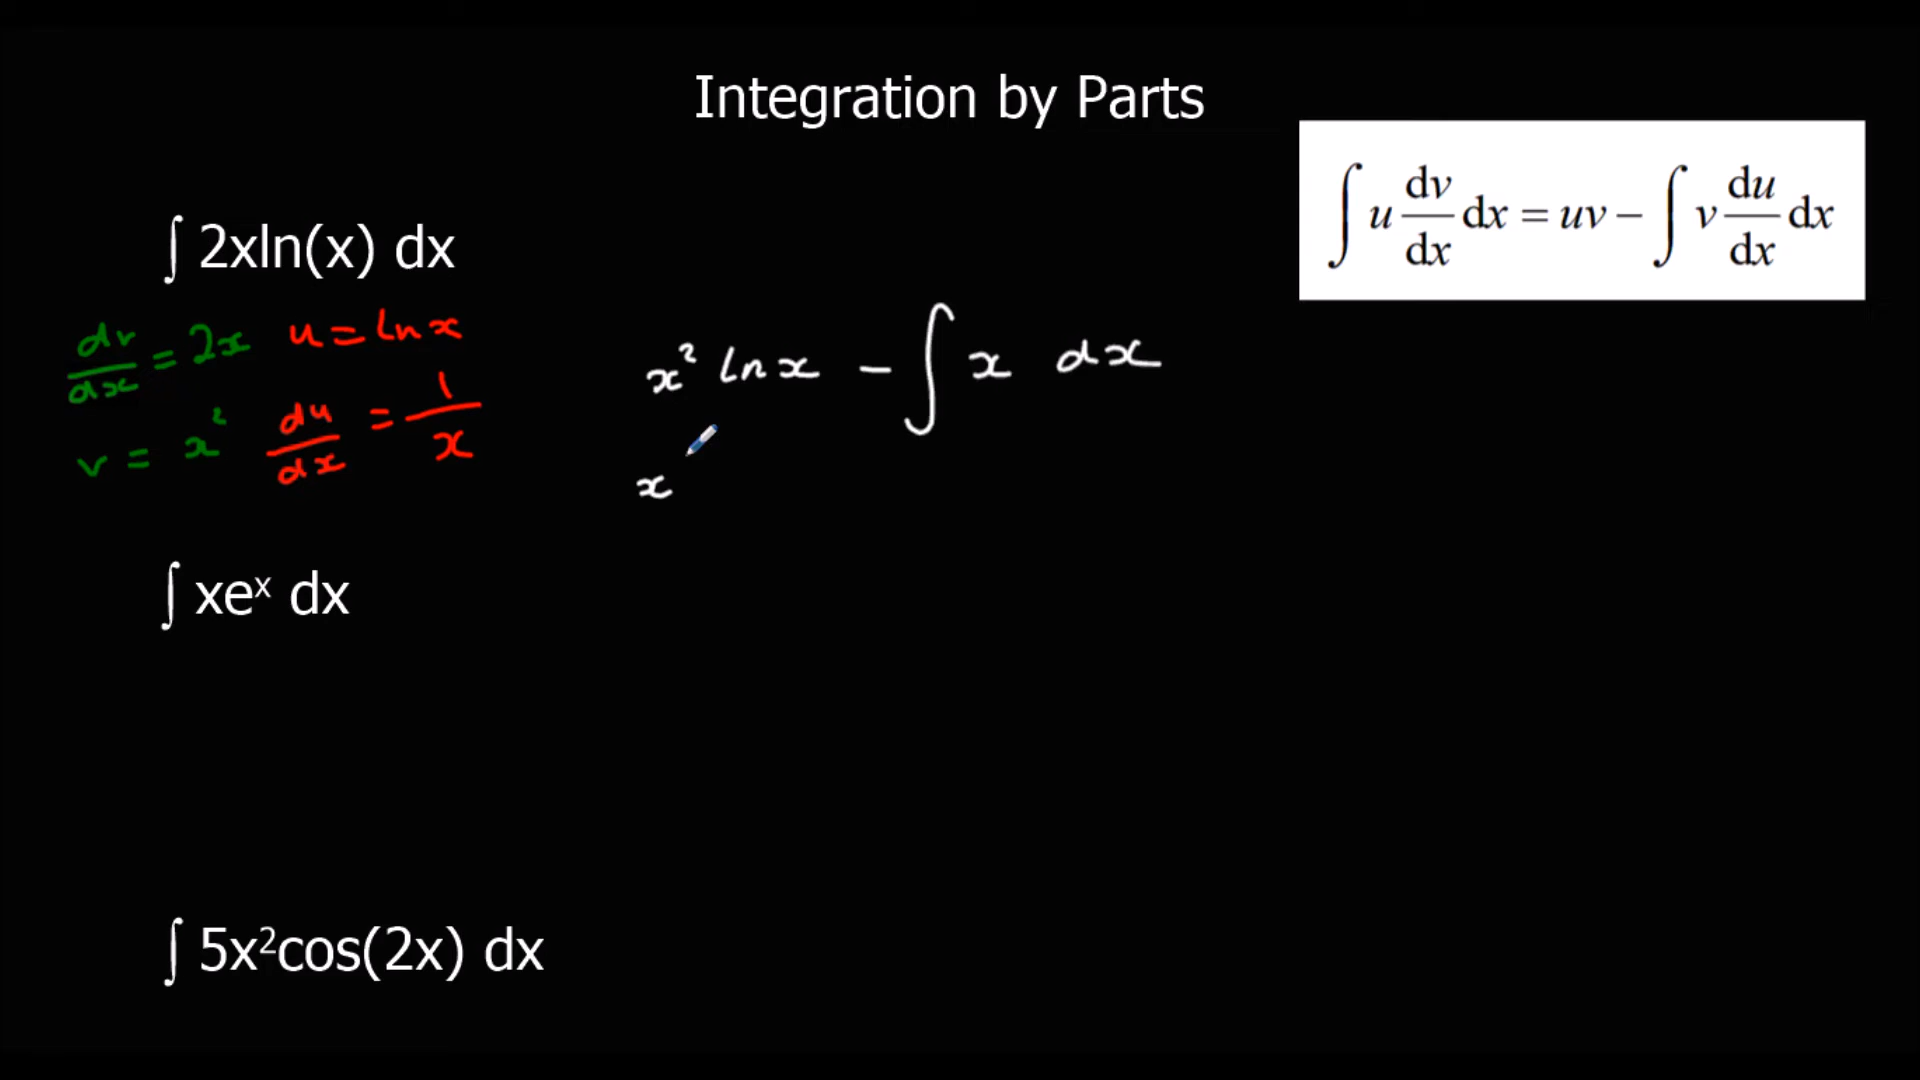 Integration by Parts
∫ u dv/dx dx = uv − ∫ v du/dx dx
∫ 2xln(x) dx
dv/dx = 2x u = ln x
v = x² du/dx = 1/x
x² ln x − ∫ x dx
x
∫ xeˣ dx
∫ 5x²cos(2x) dx